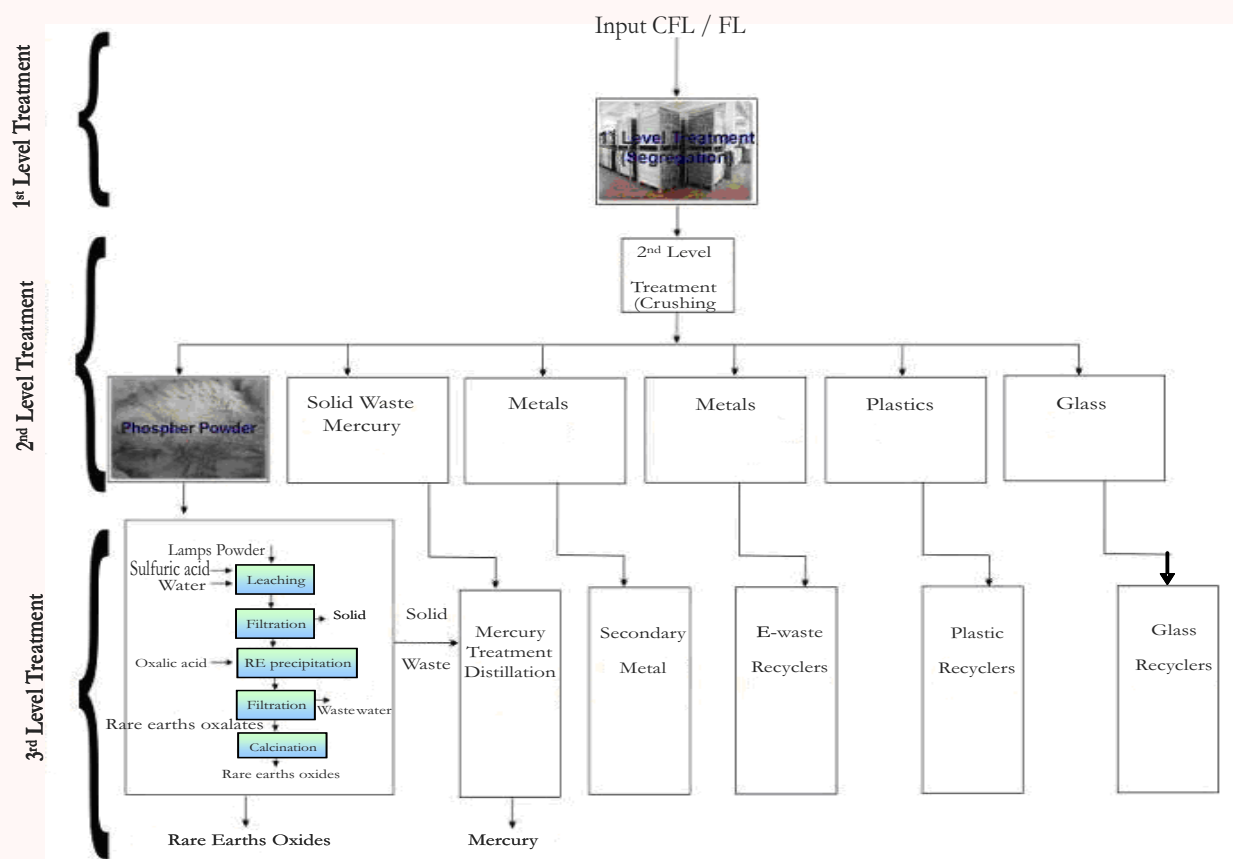 Input CFL / FL
1st Level Treatment
11 Level Treatment
(Segregation)
2nd Level
Treatment
(Crushing
2nd Level Treatment
Phospher Powder
Solid Waste
Mercury
Metals
Metals
Plastics
Glass
3rd Level Treatment
Lamps Powder
Sulfuric acid
Water
Leaching
Filtration
Solid
Oxalic acid
RE precipitation
Filtration
Wastewater
Rare earths oxalates
Calcination
Rare earths oxides
Solid
Waste
Mercury
Treatment
Distillation
Secondary
Metal
E-waste
Recyclers
Plastic
Recyclers
Glass
Recyclers
Rare Earths Oxides
Mercury